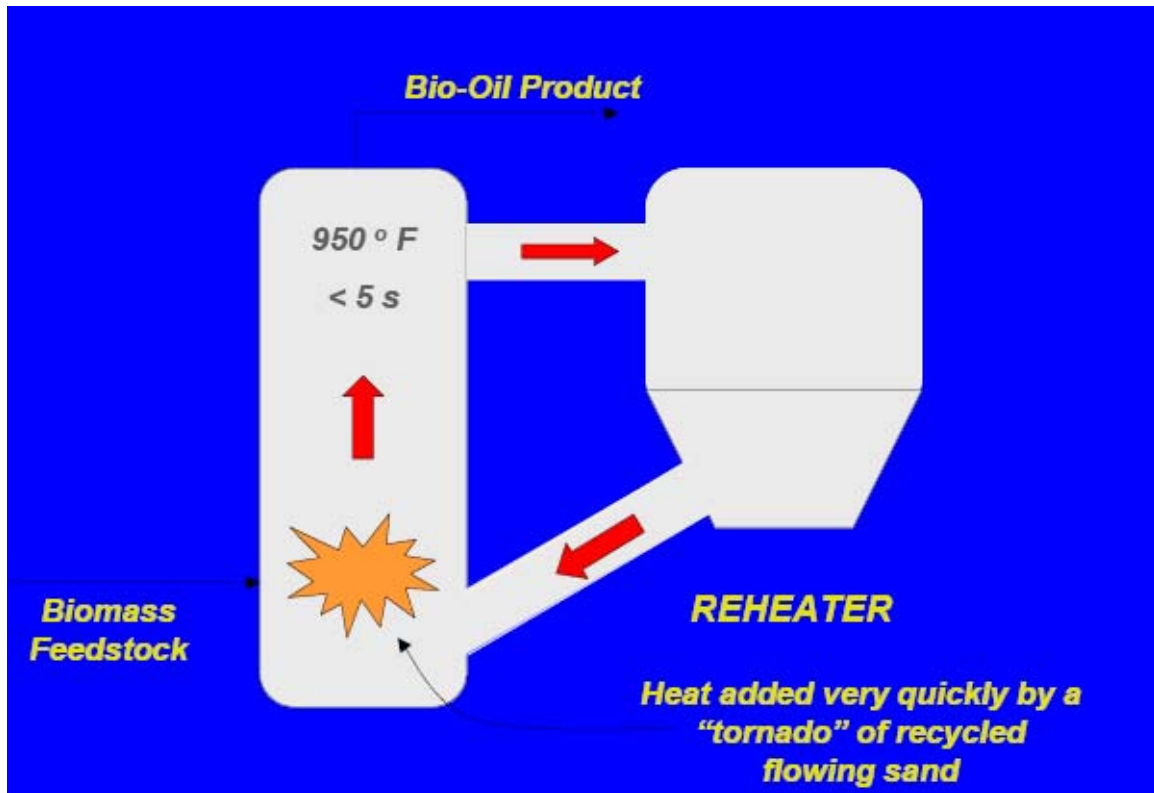 Bio-Oil Product
950 º F
< 5 s
Biomass
Feedstock
REHEATER
Heat added very quickly by a
“tornado” of recycled
flowing sand